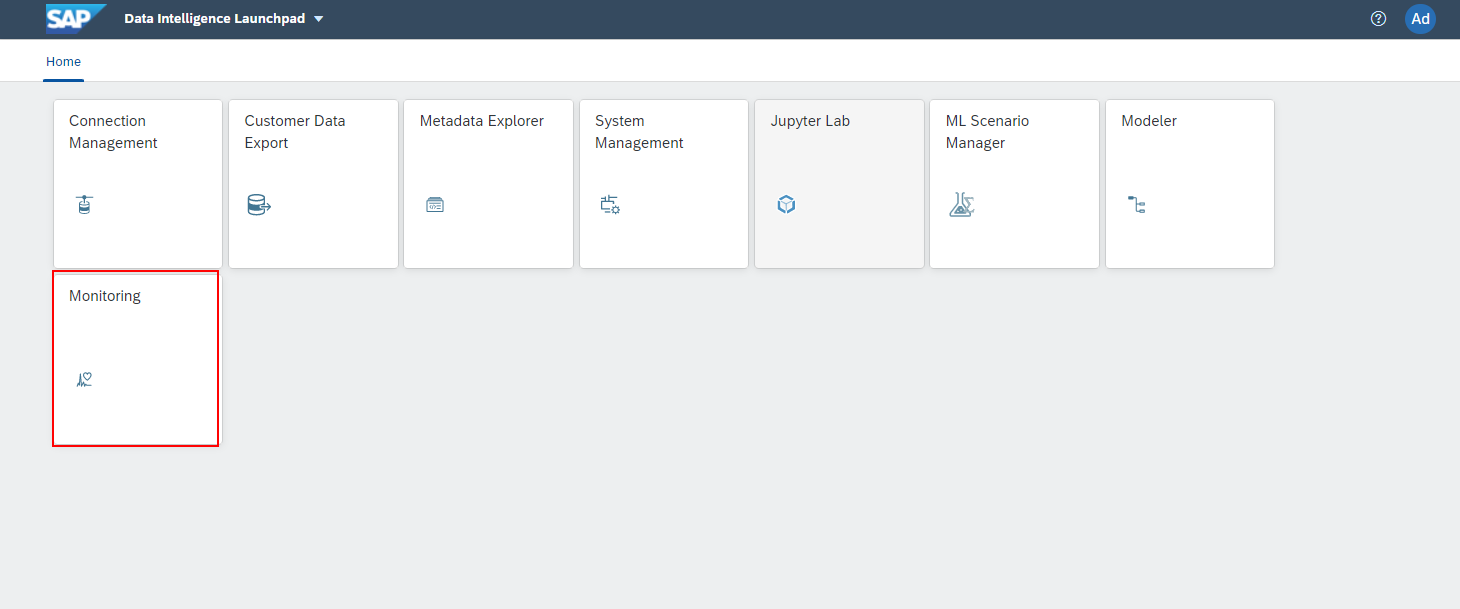 SAP Data Intelligence Launchpad
Ad
Home
Connection
Management
Customer Data
Export
Metadata Explorer
System
Management
Jupyter Lab
ML Scenario
Manager
Modeler
Monitoring